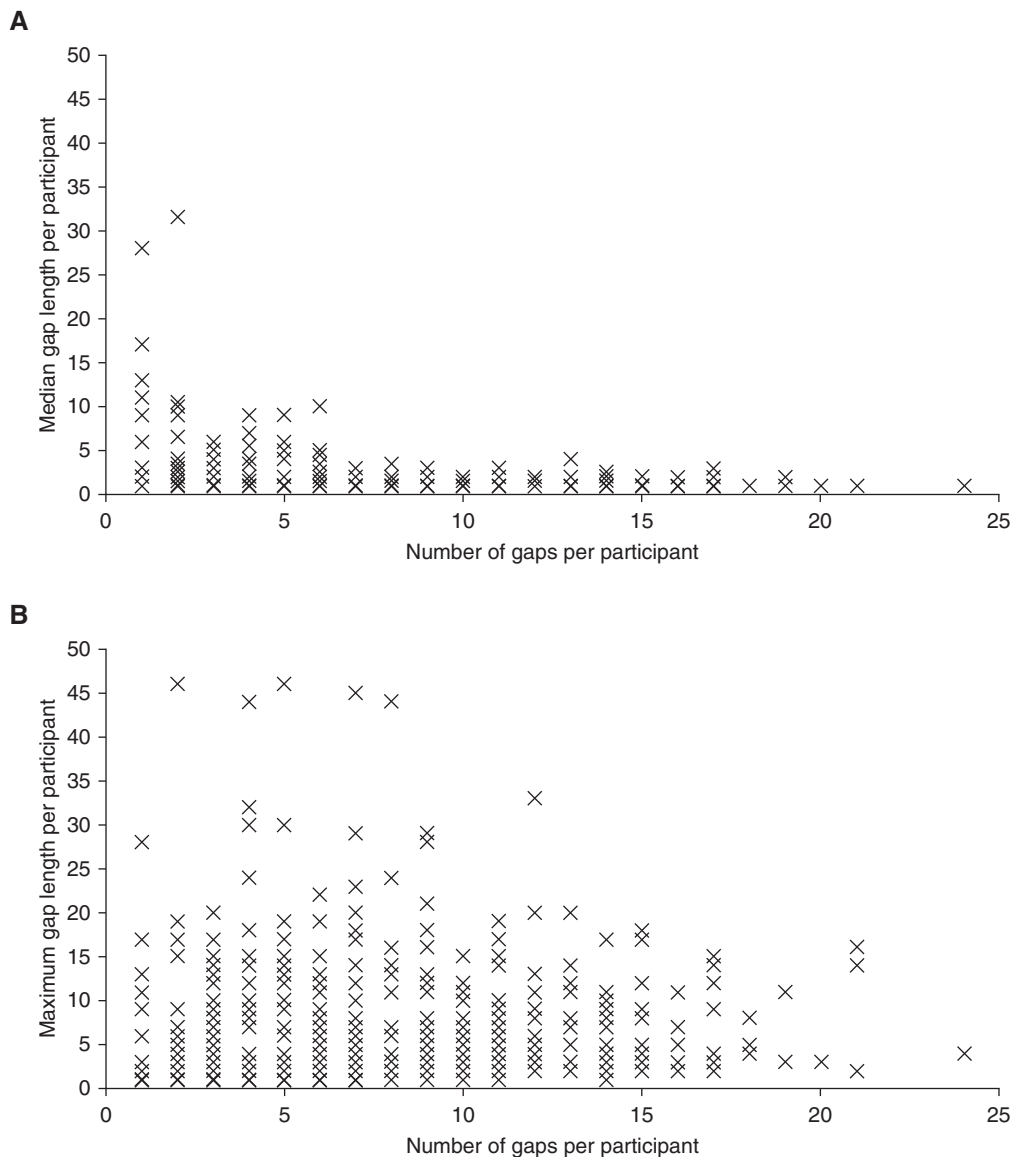 A
50
45
40
35
30
25
20
15
10
5
0
Median gap length per participant
0 5 10 15 20 25
Number of gaps per participant
B
50
45
40
35
30
25
20
15
10
5
0
Maximum gap length per participant
0 5 10 15 20 25
Number of gaps per participant